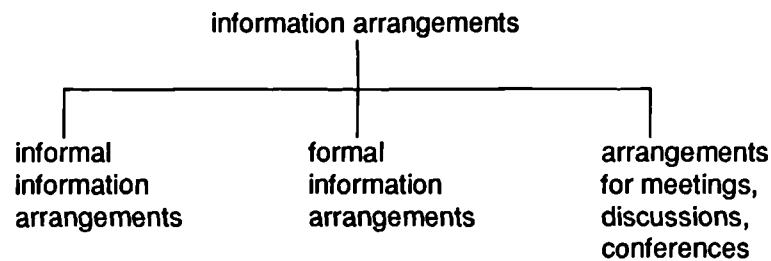 information arrangements
informal
information
arrangements
formal
information
arrangements
arrangements
for meetings,
discussions,
conferences